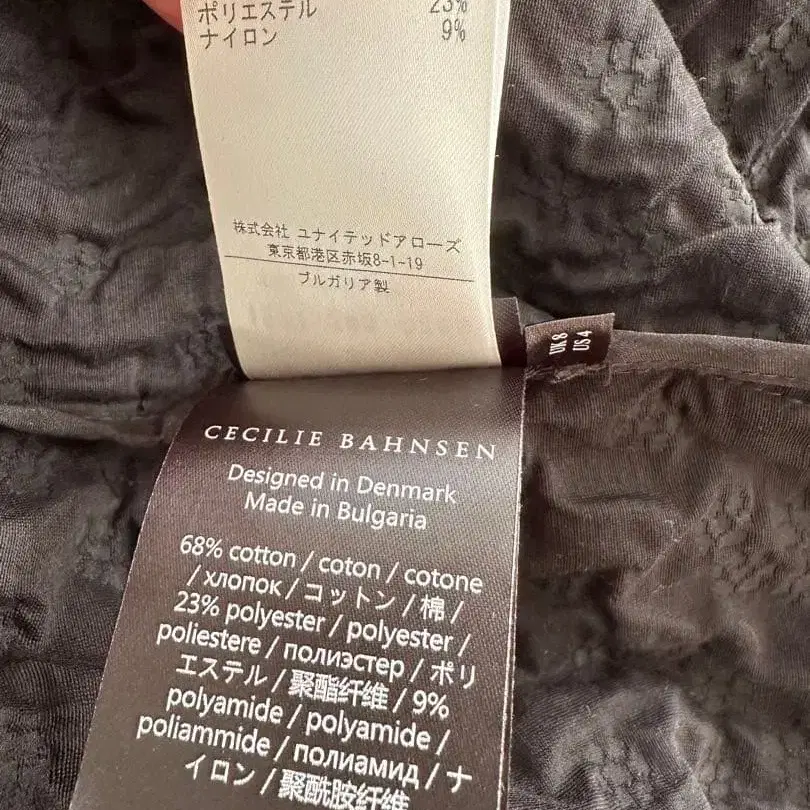 ポリエステル 23%
ナイロン 9%
株式会社 ユナイテッドアローズ
東京都港区赤坂8-1-19
ブルガリア製
UK 8
US 4
CECILIE BAHNSEN
Designed in Denmark
Made in Bulgaria
68% cotton / coton / cotone
/ хлопок / コットン / 棉 /
23% polyester / polyester /
poliestere / полиэстер / ポリ
エステル / 聚酯纤维 / 9%
polyamide / polyamide /
poliammide / полиамид / ナ
イロン / 聚酰胺纤维